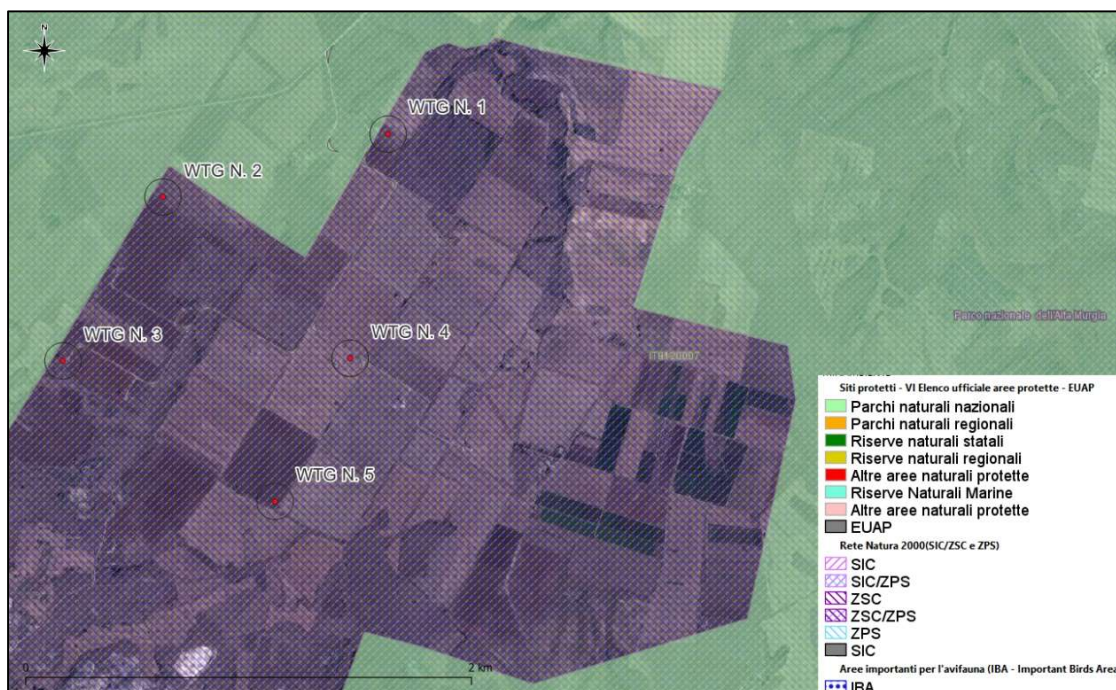 N
WTG N. 1
WTG N. 2
WTG N. 3
WTG N. 4
WTG N. 5
Parco nazionale dell'Alta Murgia
0
1
2 km
Siti protetti - VI Elenco ufficiale aree protette - EUAP
Parchi naturali nazionali
Parchi naturali regionali
Riserve naturali statali
Riserve naturali regionali
Altre aree naturali protette
Riserve Naturali Marine
Altre aree naturali protette
EUAP
Rete Natura 2000(SIC/ZSC e ZPS)
SIC
SIC/ZPS
ZSC
ZSC/ZPS
ZPS
SIC
Aree importanti per l'avifauna (IBA - Important Birds Area
IBA